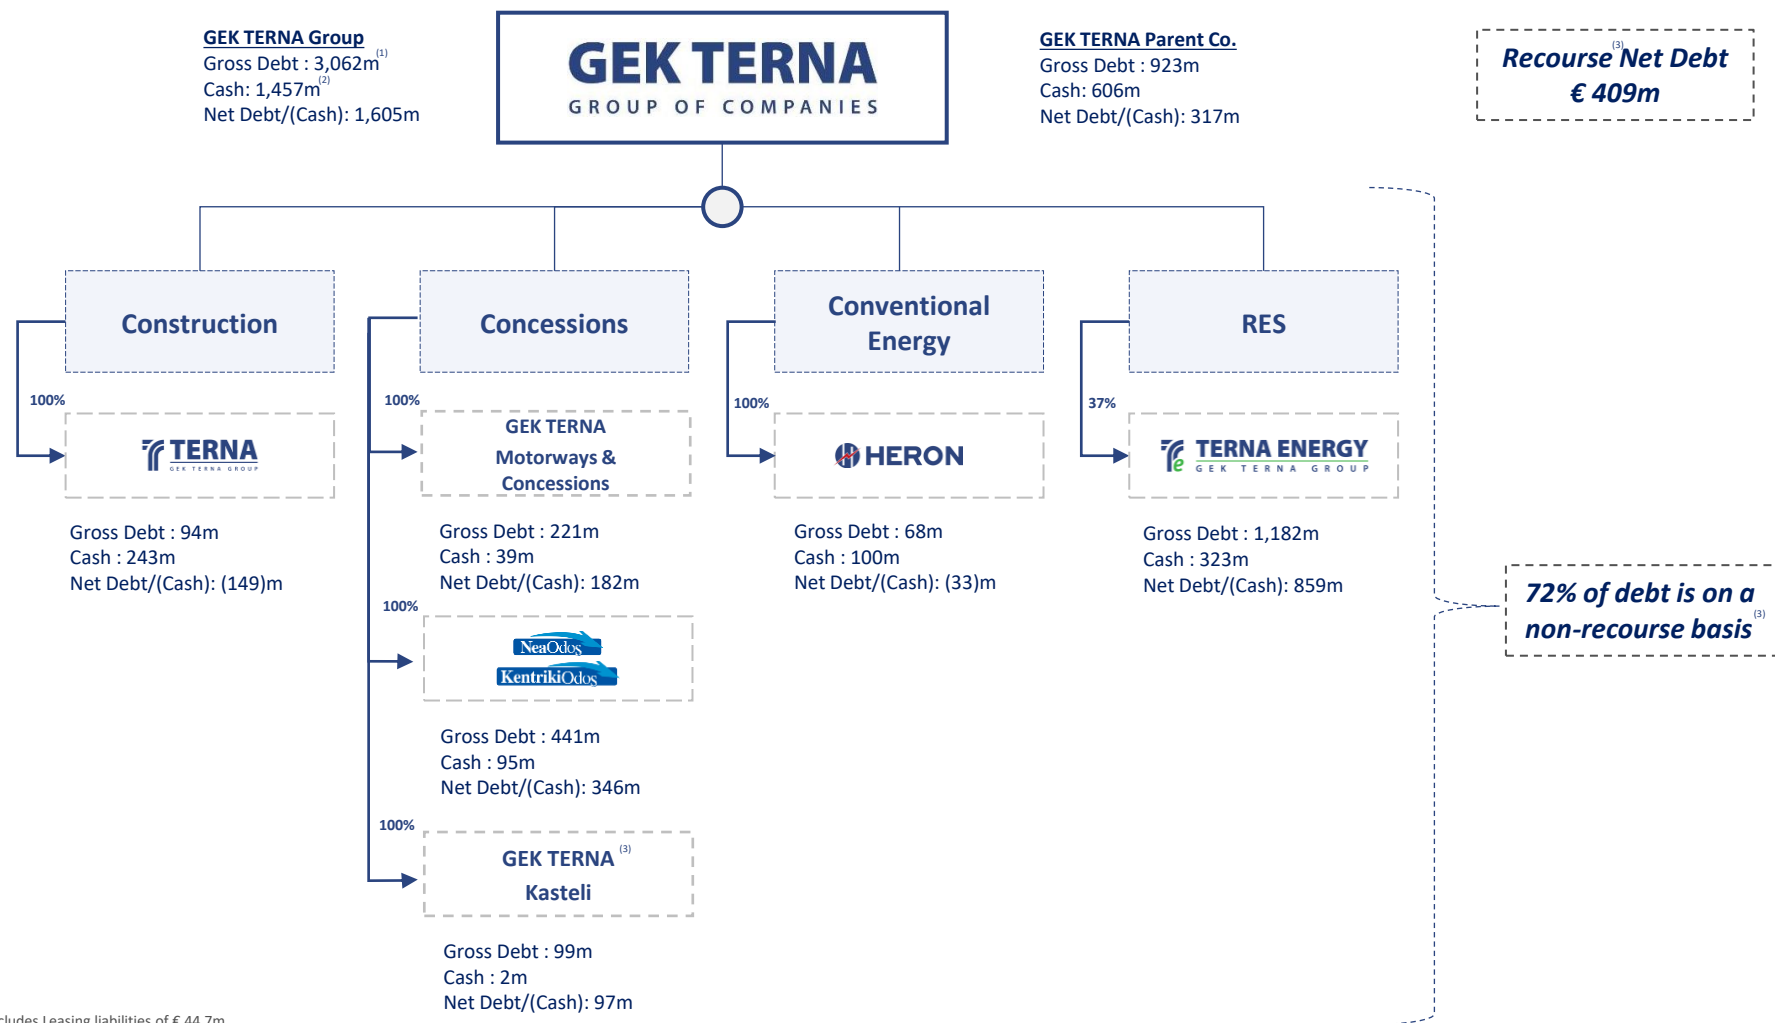 GEK TERNA Group
Gross Debt : 3,062m(1)
Cash: 1,457m(2)
Net Debt/(Cash): 1,605m
GEK TERNA
GROUP OF COMPANIES
GEK TERNA Parent Co.
Gross Debt : 923m
Cash: 606m
Net Debt/(Cash): 317m
Recourse(3) Net Debt
€ 409m
Construction
Concessions
Conventional
Energy
RES
100%
TERNA
GEK TERNA GROUP
Gross Debt : 94m
Cash : 243m
Net Debt/(Cash): (149)m
100%
GEK TERNA
Motorways &
Concessions
Gross Debt : 221m
Cash : 39m
Net Debt/(Cash): 182m
100%
NeaOdos
KentrikiOdos
Gross Debt : 441m
Cash : 95m
Net Debt/(Cash): 346m
100%
GEK TERNA (3)
Kasteli
Gross Debt : 99m
Cash : 2m
Net Debt/(Cash): 97m
100%
HERON
Gross Debt : 68m
Cash : 100m
Net Debt/(Cash): (33)m
37%
TERNA ENERGY
GEK TERNA GROUP
Gross Debt : 1,182m
Cash : 323m
Net Debt/(Cash): 859m
72% of debt is on a
non-recourse basis(3)
Leasing liabilities of € 44.7m